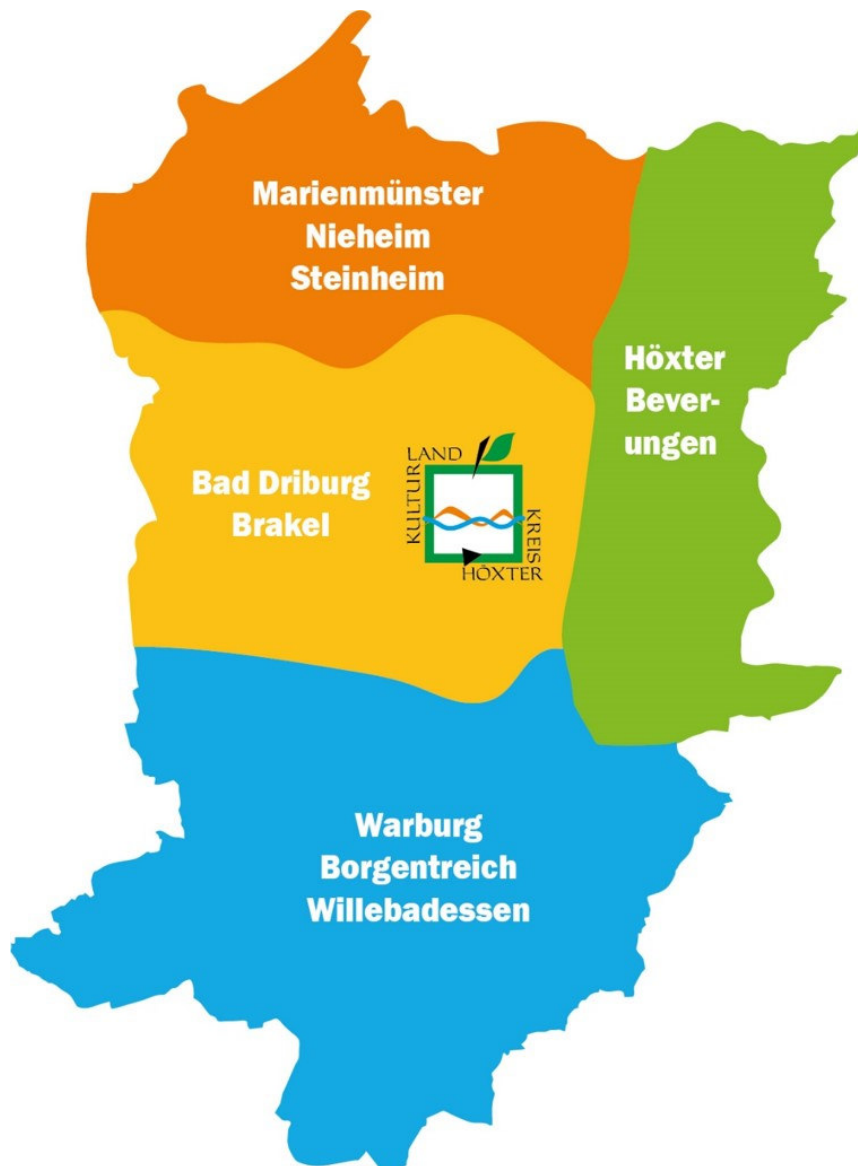 Marienmünster
Nieheim
Steinheim
Höxter
Bever-
ungen
Bad Driburg
Brakel
KULTUR
LAND
KREIS
HÖXTER
Warburg
Borgentreich
Willebadessen